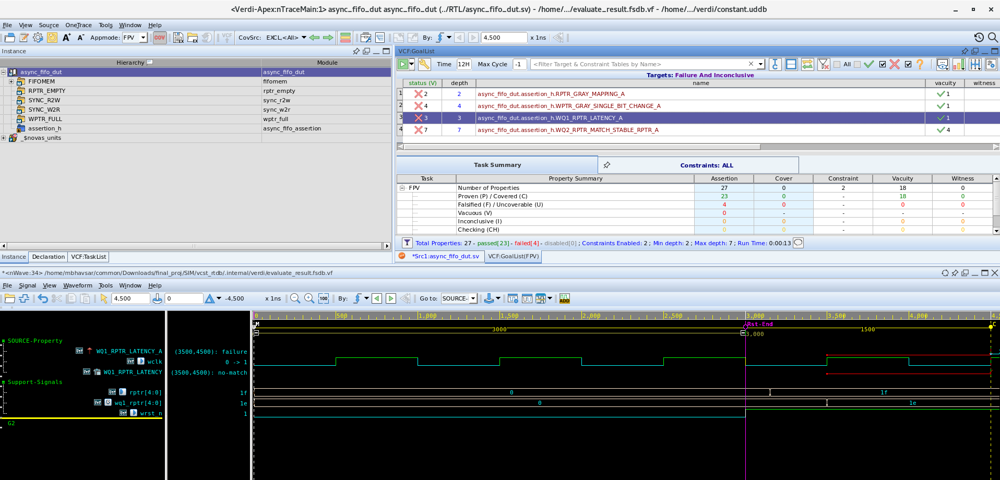 <Verdi-Apex:nTraceMain:1> async_fifo_dut async_fifo_dut (../RTL/async_fifo_dut.sv) - /home/.../evaluate_result.fsdb.vf - /home/.../verdi/constant.uddb
File View Source OneTrace Tools Window Help
A+ A- Appmode: FPV COV EXE EXE VCF CovSrc: EXCL,<All> By: 4,500 x 1ns
Instance
Hierarchy Module
async_fifo_dut async_fifo_dut
FIFOMEM fifomem
RPTR_EMPTY rptr_empty
SYNC_R2W sync_r2w
SYNC_W2R sync_w2r
WPTR_FULL wptr_full
assertion_h async_fifo_assertion
_$novas_units
Instance Declaration VCF:TaskList
VCF:GoalList
Time 12H Max Cycle -1 <Filter Target & Constraint Tables by Name> All ?
Targets: Failure And Inconclusive
status (V) depth name vacuity witness
1 2 2 async_fifo_dut.assertion_h.RPTR_GRAY_MAPPING_A 1
2 4 4 async_fifo_dut.assertion_h.WPTR_GRAY_SINGLE_BIT_CHANGE_A 1
3 3 3 async_fifo_dut.assertion_h.WQ1_RPTR_LATENCY_A 1
4 7 7 async_fifo_dut.assertion_h.WQ2_RPTR_MATCH_STABLE_RPTR_A 4
Task Summary Constraints: ALL
Task Property Summary Assertion Cover Constraint Vacuity Witness
FPV Number of Properties 27 0 2 18 0
Proven (P) / Covered (C) 23 0 - 18 0
Falsified (F) / Uncoverable (U) 4 0 - 0 0
Vacuous (V) 0 - - - -
Inconclusive (I) 0 0 - 0 0
Checking (CH) 0 0 - 0 0
Total Properties: 27 - passed[23] - failed[4] - disabled[0] ; Constraints Enabled: 2 ; Min depth: 2 ; Max depth: 7 ; Run Time: 0:00:13
*Src1:async_fifo_dut.sv VCF:GoalList(FPV)
*<nWave:34> /home/mbhavsar/common/Downloads/final_proj/SIM/vcst_rtdb/.internal/verdi/evaluate_result.fsdb.vf
File Signal View Waveform Tools Window Help
4,500 0 -4,500 x 1ns 100 By: Go to: SOURCE- ADD
0 500 1,000 1,500 2,000 2,500 3,000 3,500 4,000 4,
M Rst-End C
3000 1500
3,000
SOURCE-Property
Ver WQ1_RPTR_LATENCY_A (3500,4500): failure
Ver wclk 0 -> 1
Ver WQ1_RPTR_LATENCY (3500,4500): no-match
Support-Signals
Ver rptr[4:0] 1f 0 1f
Ver wq1_rptr[4:0] 1e 0 1e
Ver wrst_n 1
G2